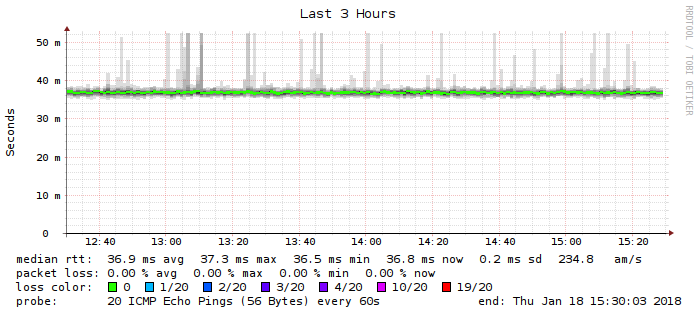 Last 3 Hours
RRDTOOL / TOBI OETIKER
Seconds
50 m
40 m
30 m
20 m
10 m
0
12:40 13:00 13:20 13:40 14:00 14:20 14:40 15:00 15:20
median rtt: 36.9 ms avg 37.3 ms max 36.5 ms min 36.8 ms now 0.2 ms sd 234.8 am/s
packet loss: 0.00 % avg 0.00 % max 0.00 % min 0.00 % now
loss color: 0 1/20 2/20 3/20 4/20 10/20 19/20
probe: 20 ICMP Echo Pings (56 Bytes) every 60s end: Thu Jan 18 15:30:03 2018